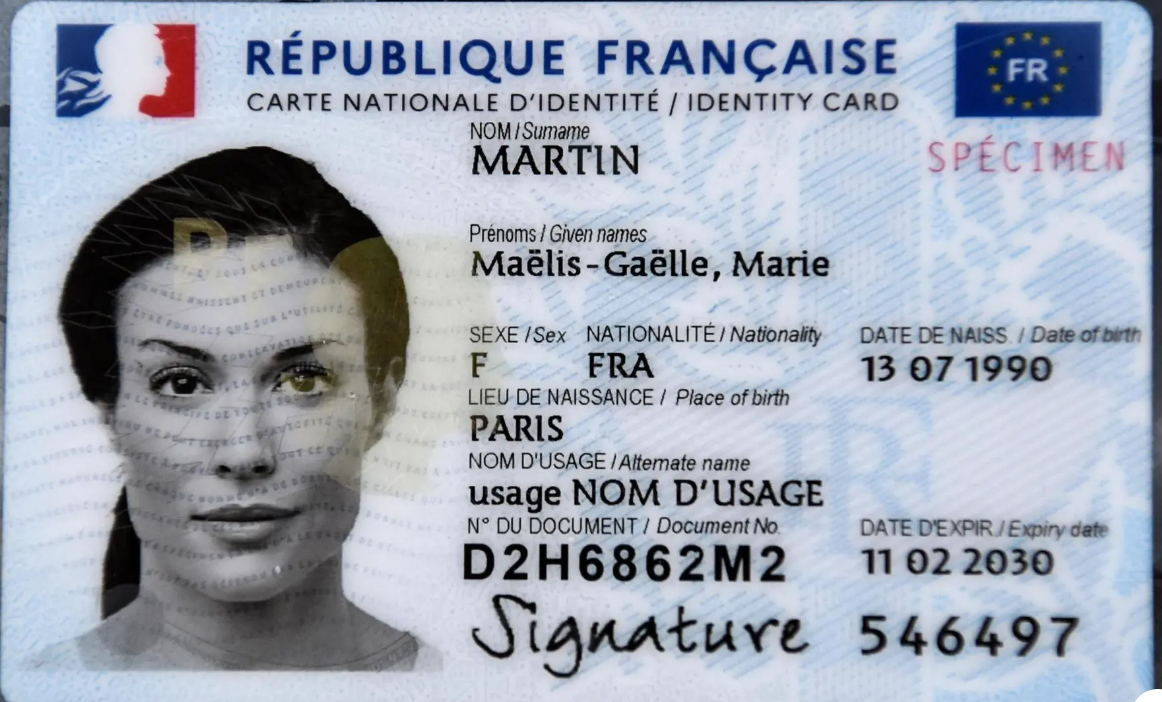 RÉPUBLIQUE FRANÇAISE
FR
CARTE NATIONALE D'IDENTITÉ / IDENTITY CARD
SPÉCIMEN
NOM / Surname
MARTIN
Prénoms / Given names
Maëlis-Gaëlle, Marie
SEXE / Sex NATIONALITÉ / Nationality DATE DE NAISS. / Date of birth
F FRA 13 07 1990
LIEU DE NAISSANCE / Place of birth
PARIS
NOM D'USAGE / Alternate name
usage NOM D'USAGE
N° DU DOCUMENT / Document No. DATE D'EXPIR. / Expiry date
D2H6862M2 11 02 2030
Signature 546497